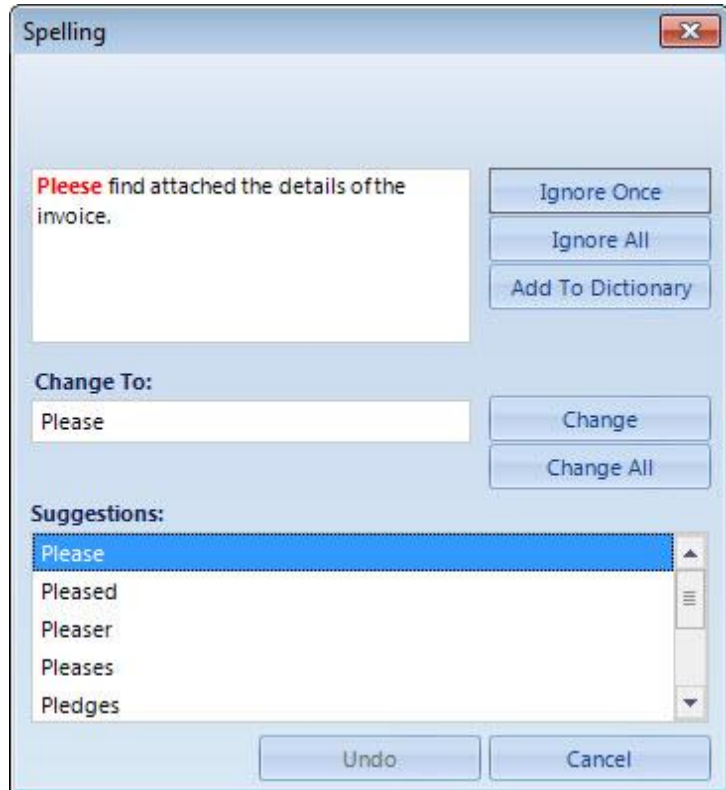 Spelling
Pleese find attached the details of the
invoice.
Ignore Once
Ignore All
Add To Dictionary
Change To:
Please
Change
Change All
Suggestions:
Please
Pleased
Pleaser
Pleases
Pledges
Undo
Cancel